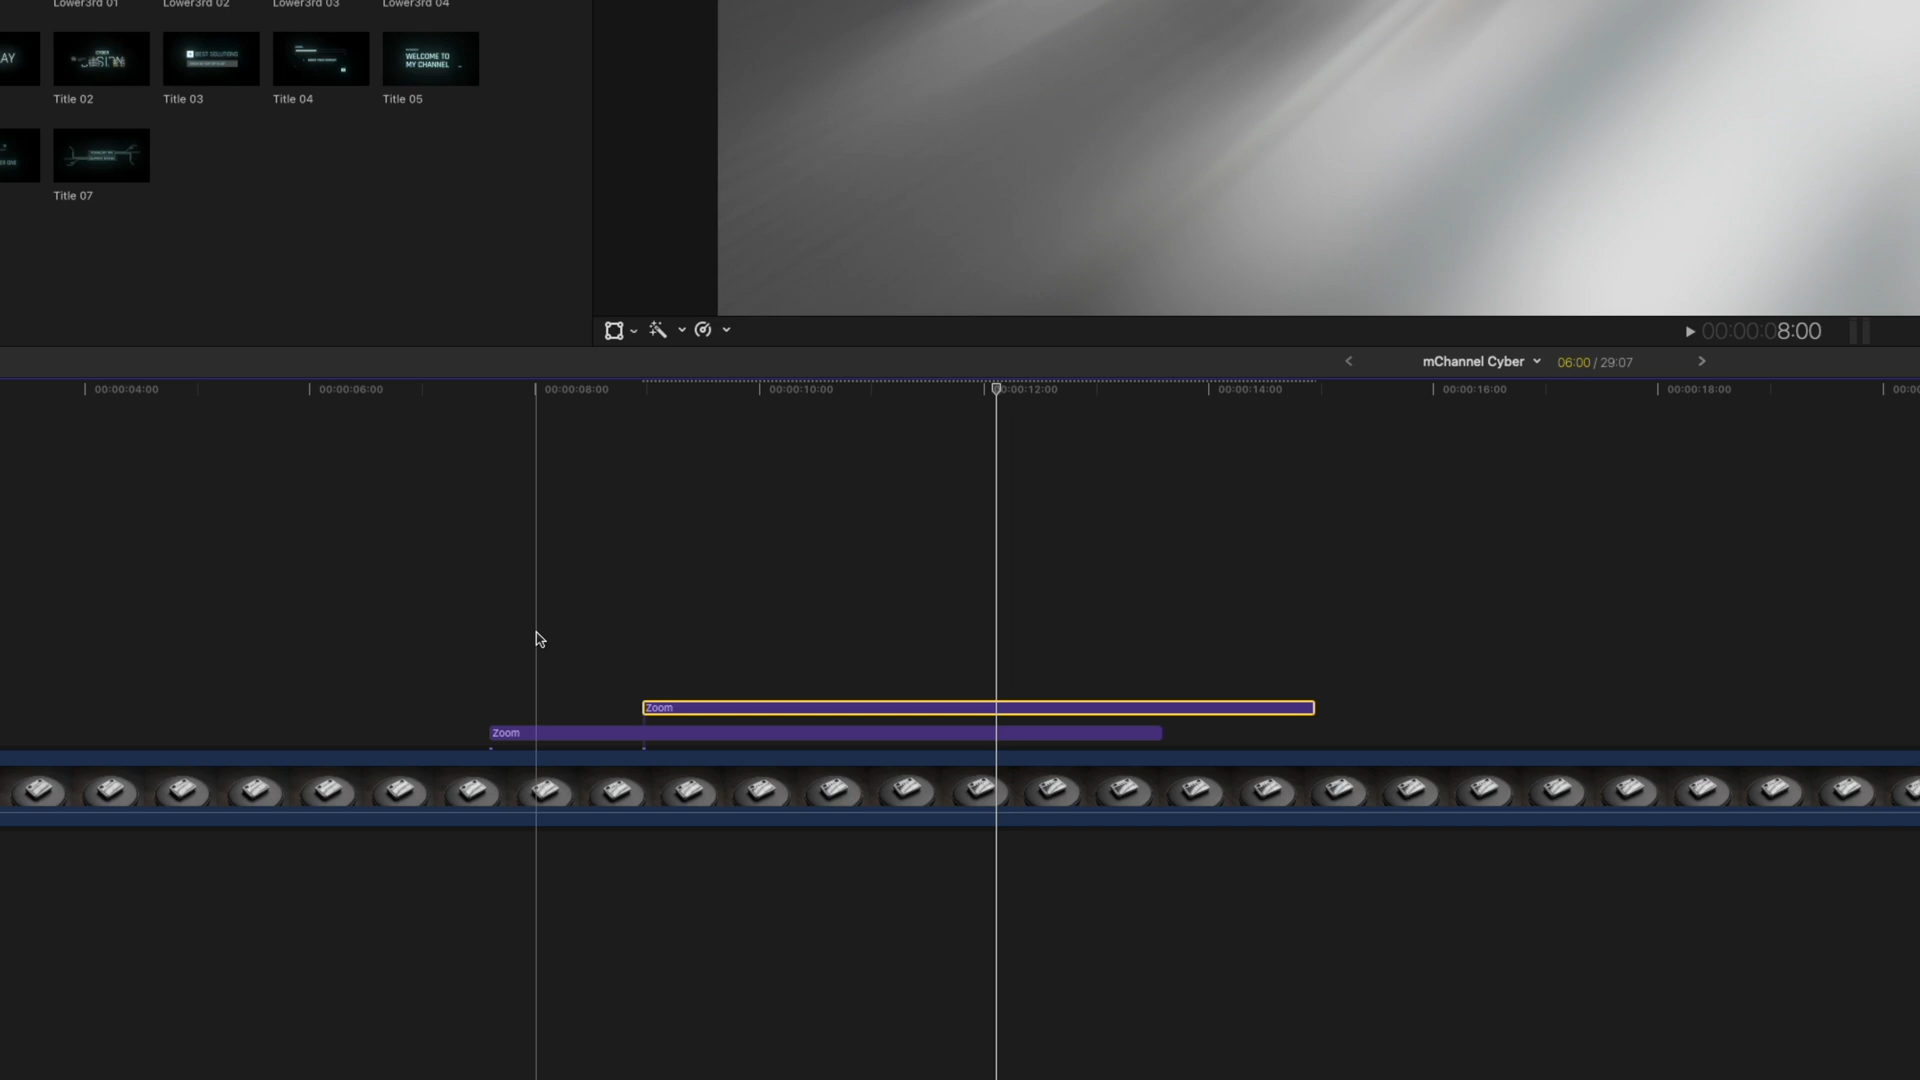 Lower3rd 01
Lower3rd 02
Lower3rd 03
Lower3rd 04
AY
BEST SOLUTIONS
WELCOME TO
MY CHANNEL
Title 02
Title 03
Title 04
Title 05
Title 07
00:00:08:00
mChannel Cyber
06:00 / 29:07
00:00:04:00
00:00:06:00
00:00:08:00
00:00:10:00
00:00:12:00
00:00:14:00
00:00:16:00
00:00:18:00
00:00
Zoom
Zoom